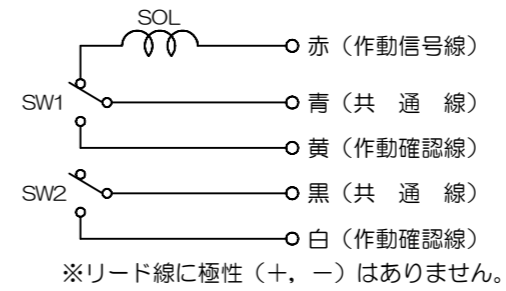 SOL
赤（作動信号線）
SW1
青（共　通　線）
黄（作動確認線）
SW2
黒（共　通　線）
白（作動確認線）
※リード線に極性（＋，－）はありません。